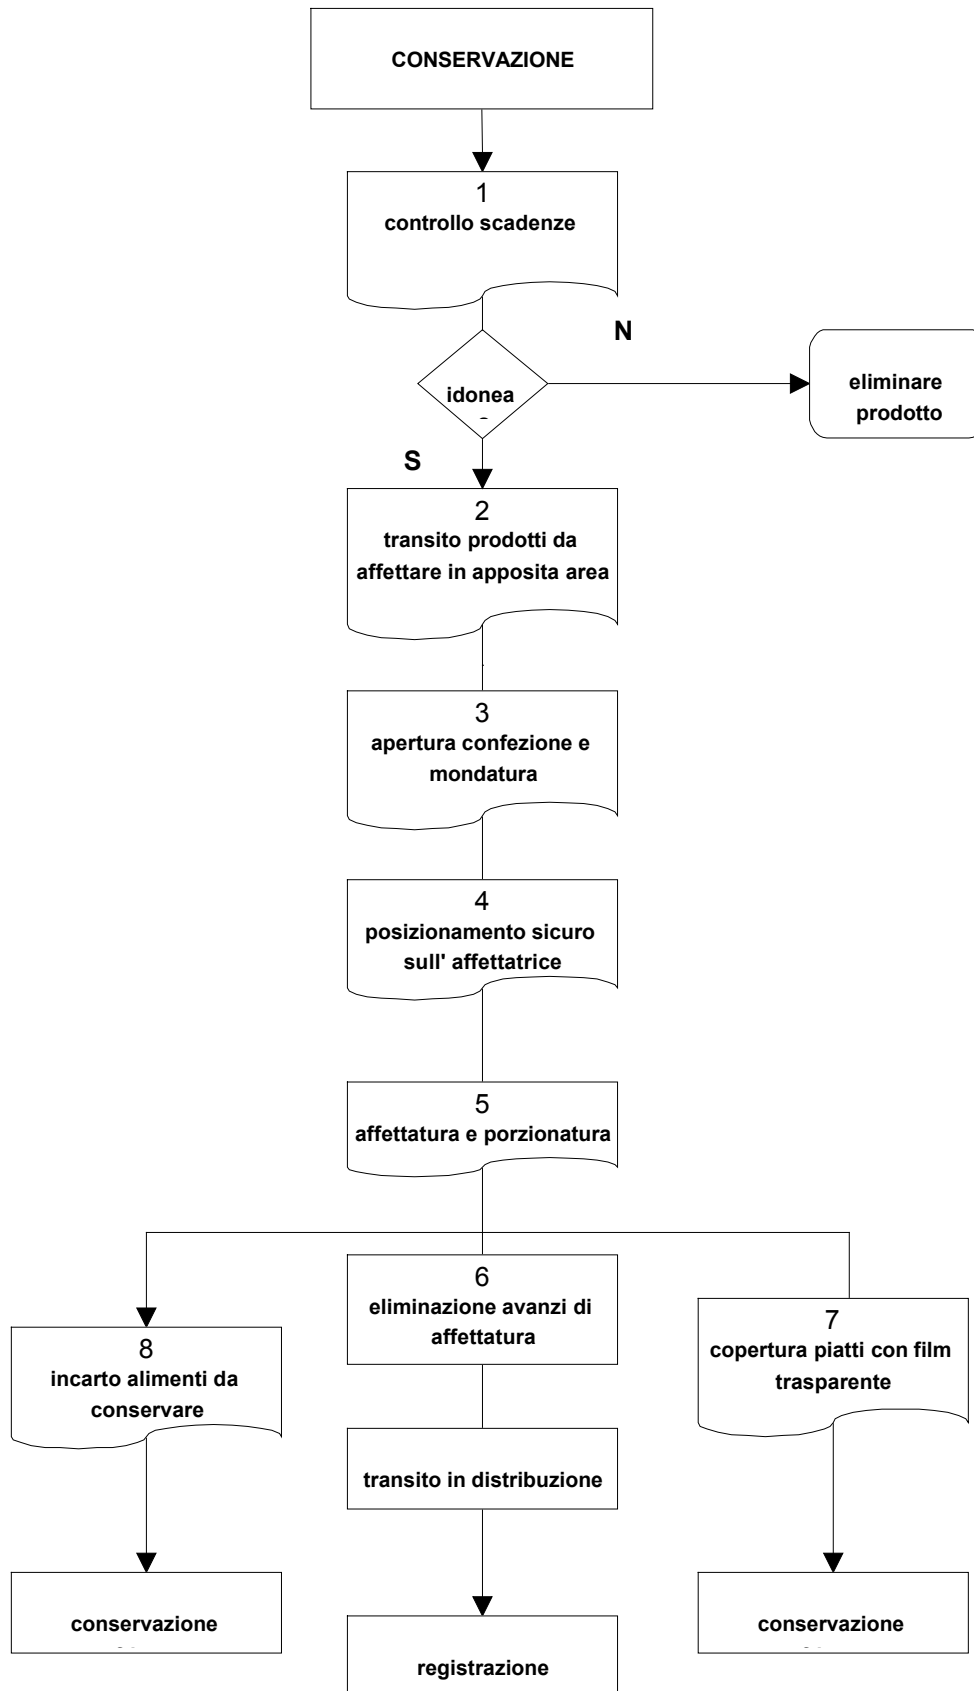 CONSERVAZIONE
1
controllo scadenze
N
idonea
eliminare
prodotto
S
2
transito prodotti da
affettare in apposita area
3
apertura confezione e
mondatura
4
posizionamento sicuro
sull' affettatrice
5
affettatura e porzionatura
6
eliminazione avanzi di
affettatura
7
copertura piatti con film
trasparente
8
incarto alimenti da
conservare
transito in distribuzione
conservazione
conservazione
registrazione